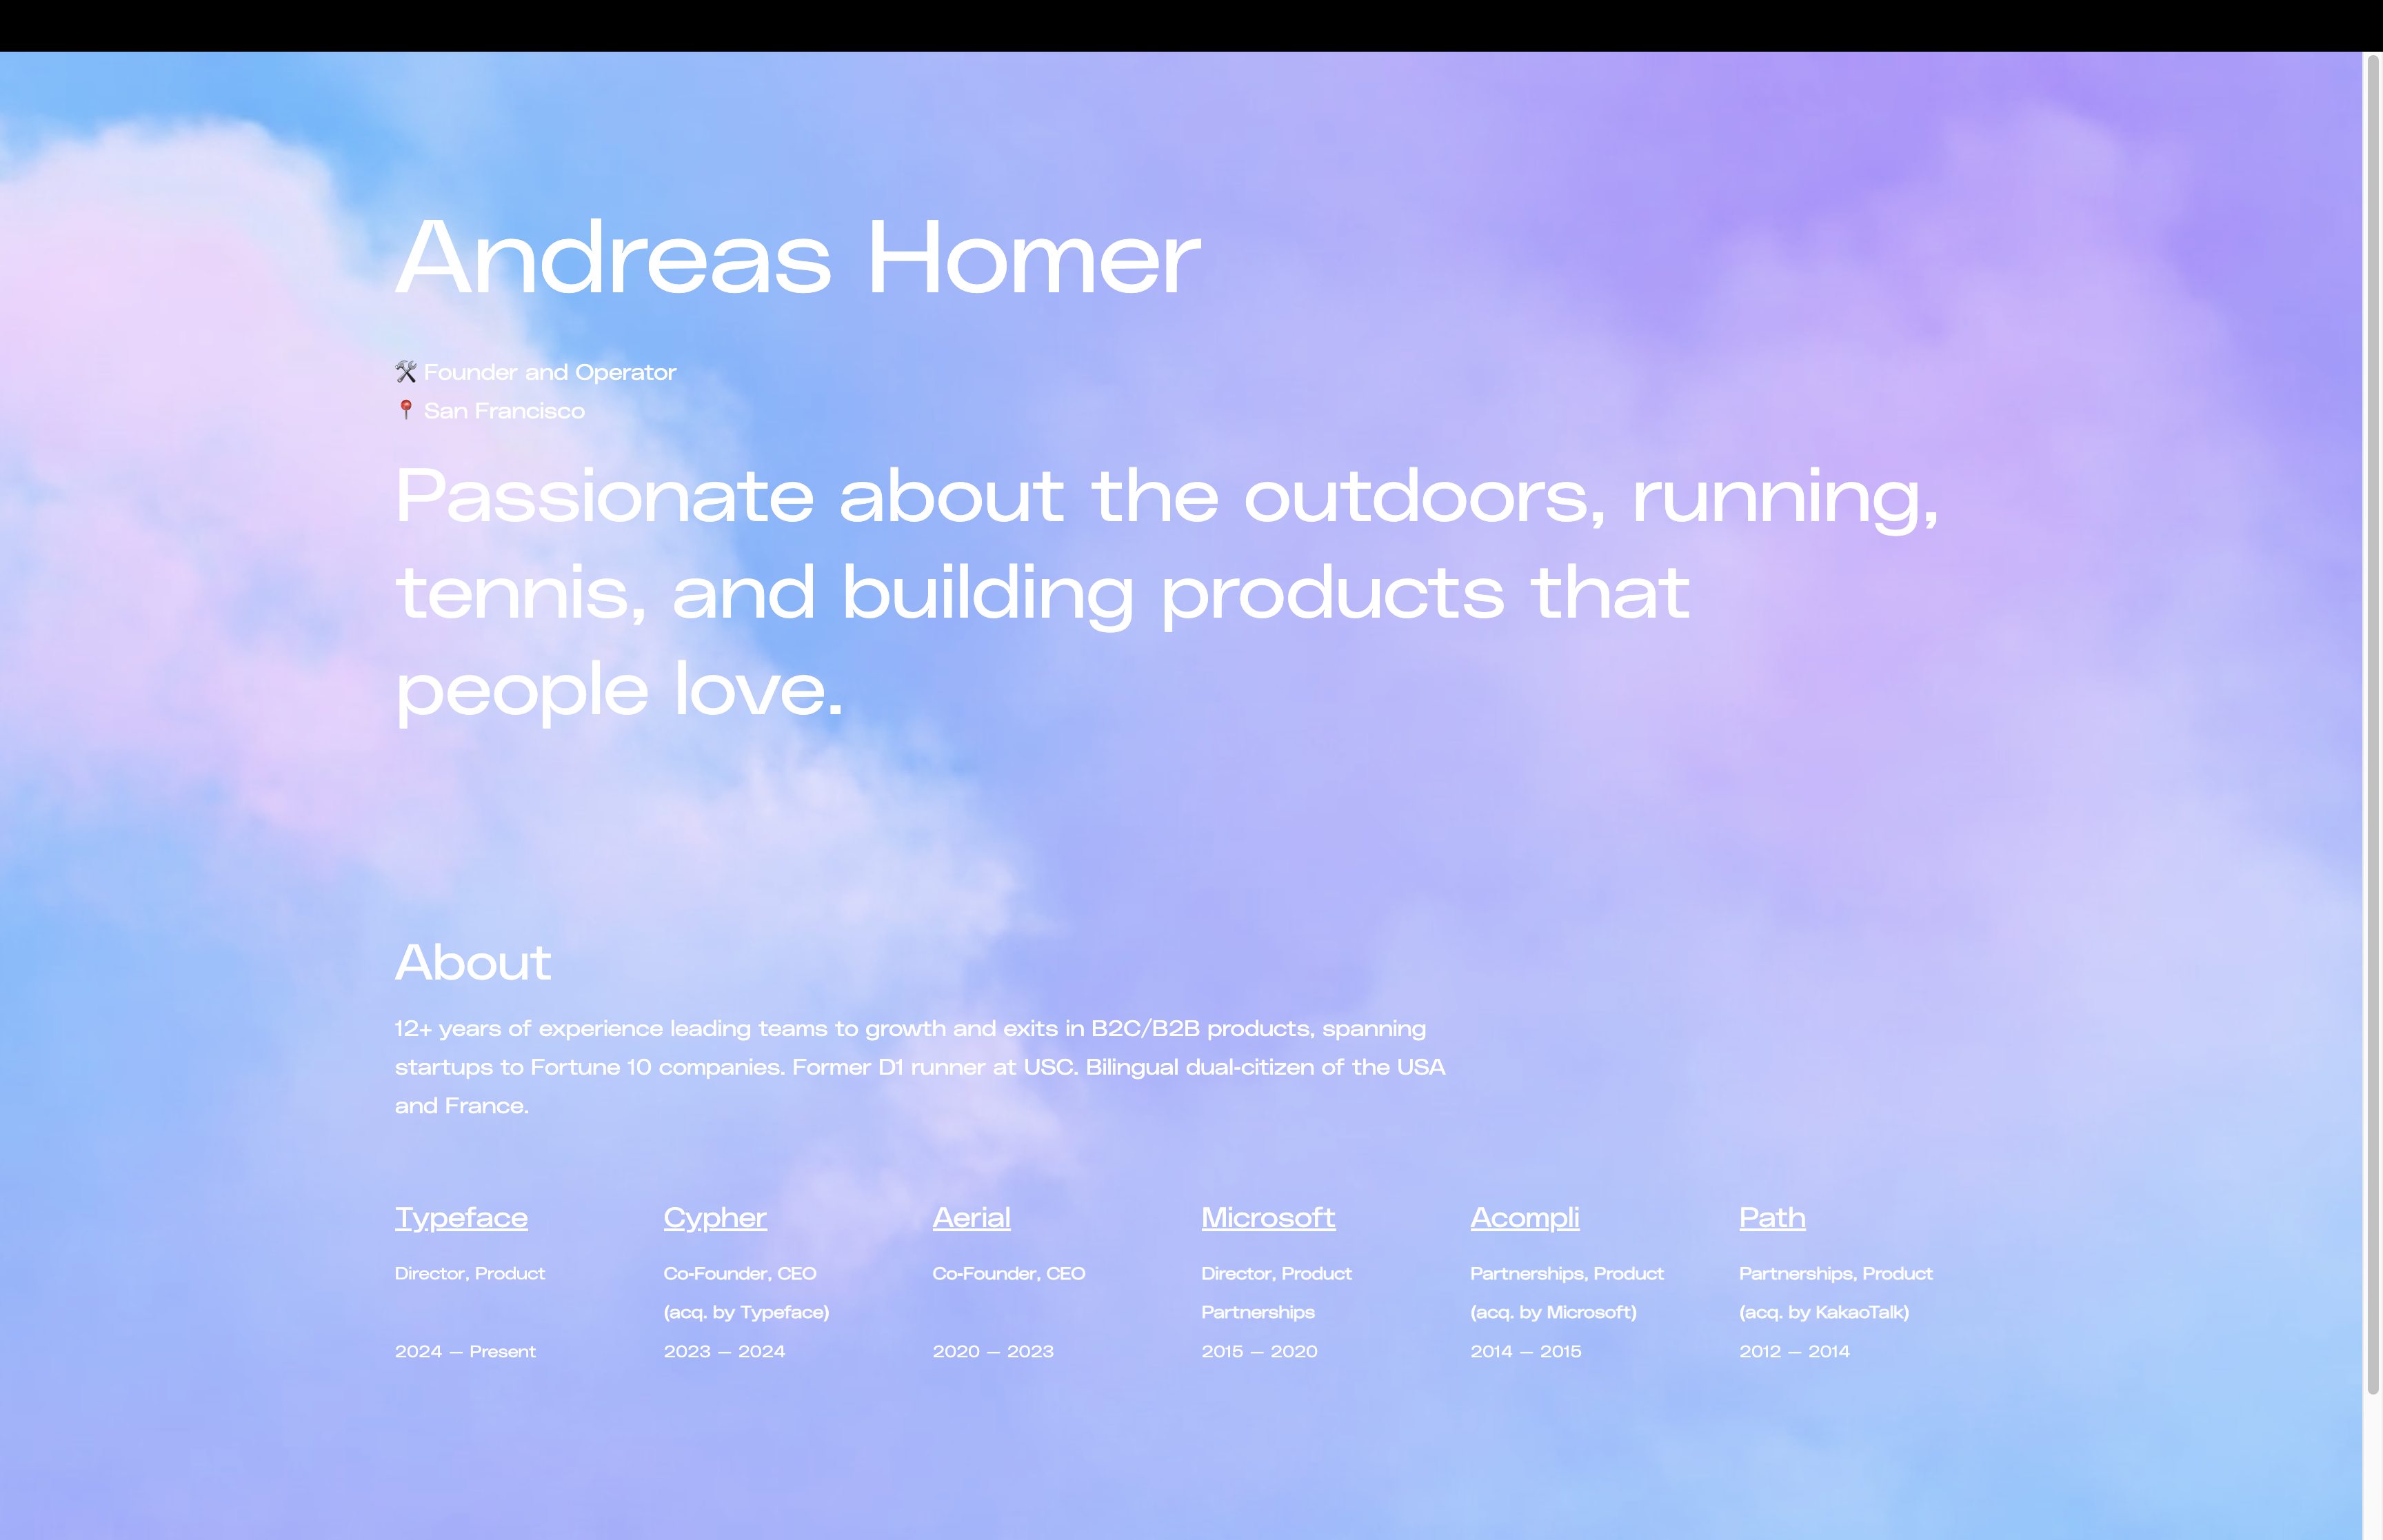 Andreas Homer
🛠 Founder and Operator
📍 San Francisco
Passionate about the outdoors, running,
tennis, and building products that
people love.
About
12+ years of experience leading teams to growth and exits in B2C/B2B products, spanning
startups to Fortune 10 companies. Former D1 runner at USC. Bilingual dual-citizen of the USA
and France.
Typeface
Director, Product
2024 — Present
Cypher
Co-Founder, CEO
(acq. by Typeface)
2023 — 2024
Aerial
Co-Founder, CEO
2020 — 2023
Microsoft
Director, Product
Partnerships
2015 — 2020
Acompli
Partnerships, Product
(acq. by Microsoft)
2014 — 2015
Path
Partnerships, Product
(acq. by KakaoTalk)
2012 — 2014